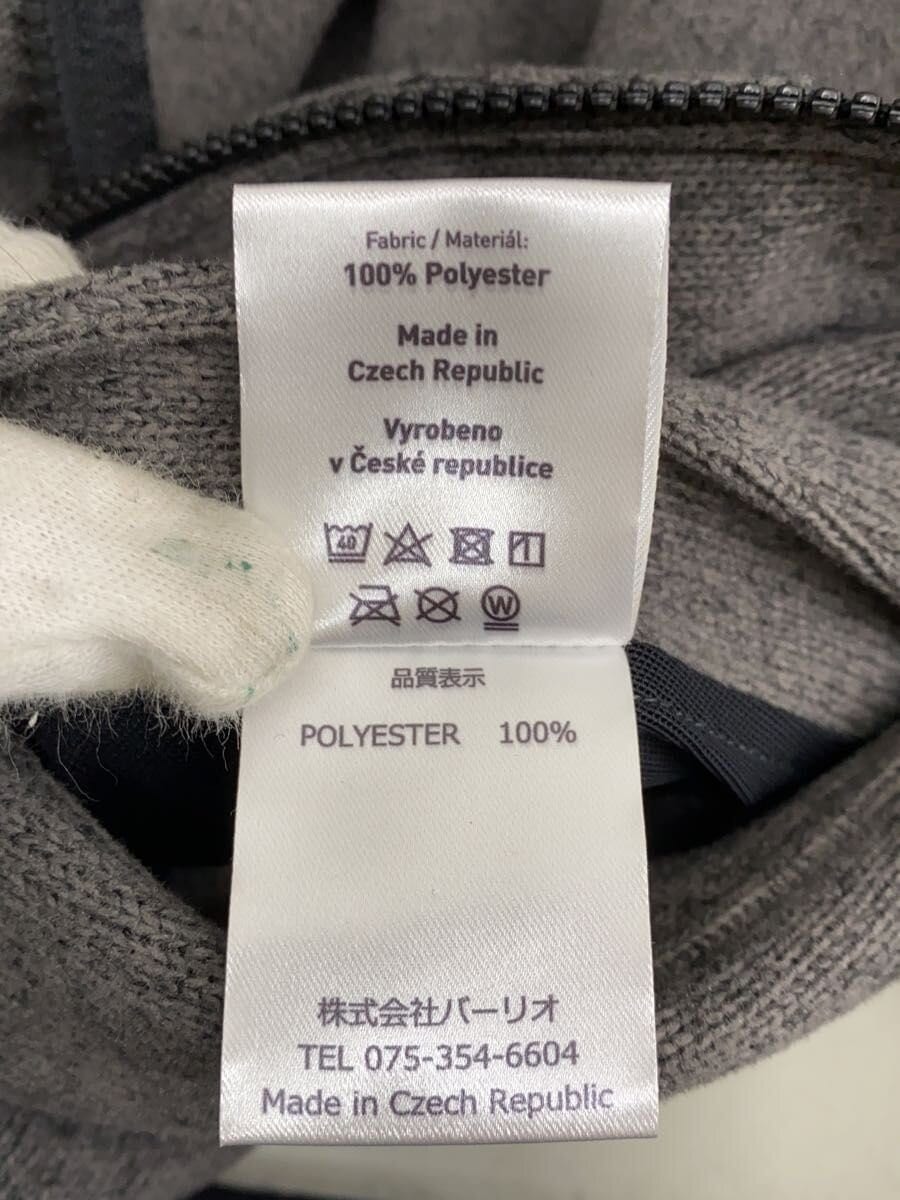 Fabric / Materiál:
100% Polyester
Made in
Czech Republic
Vyrobeno
v České republice
40
W
品質表示
POLYESTER 100%
株式会社バーリオ
TEL 075-354-6604
Made in Czech Republic